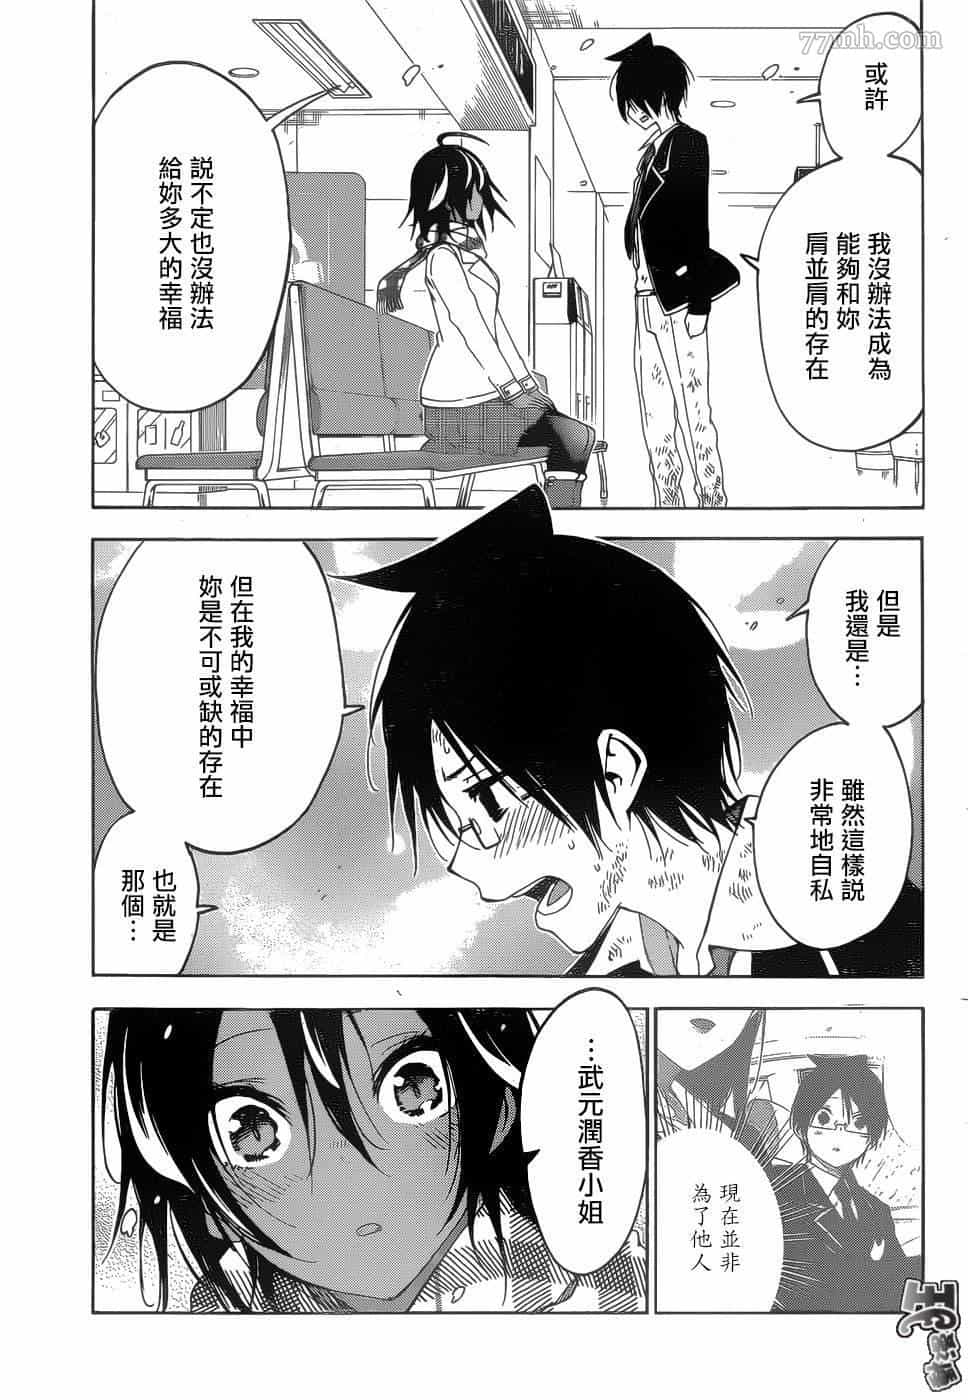 77mh.com
或許
我沒辦法成為
能夠和妳
肩並肩的存在
說不定也沒辦法
給妳多大的幸福
但是
我還是…
雖然這樣說
非常地自私
但在我的幸福中
妳是不可或缺的存在
也就是
那個…
現在並非
為了他人
…武元潤香小姐